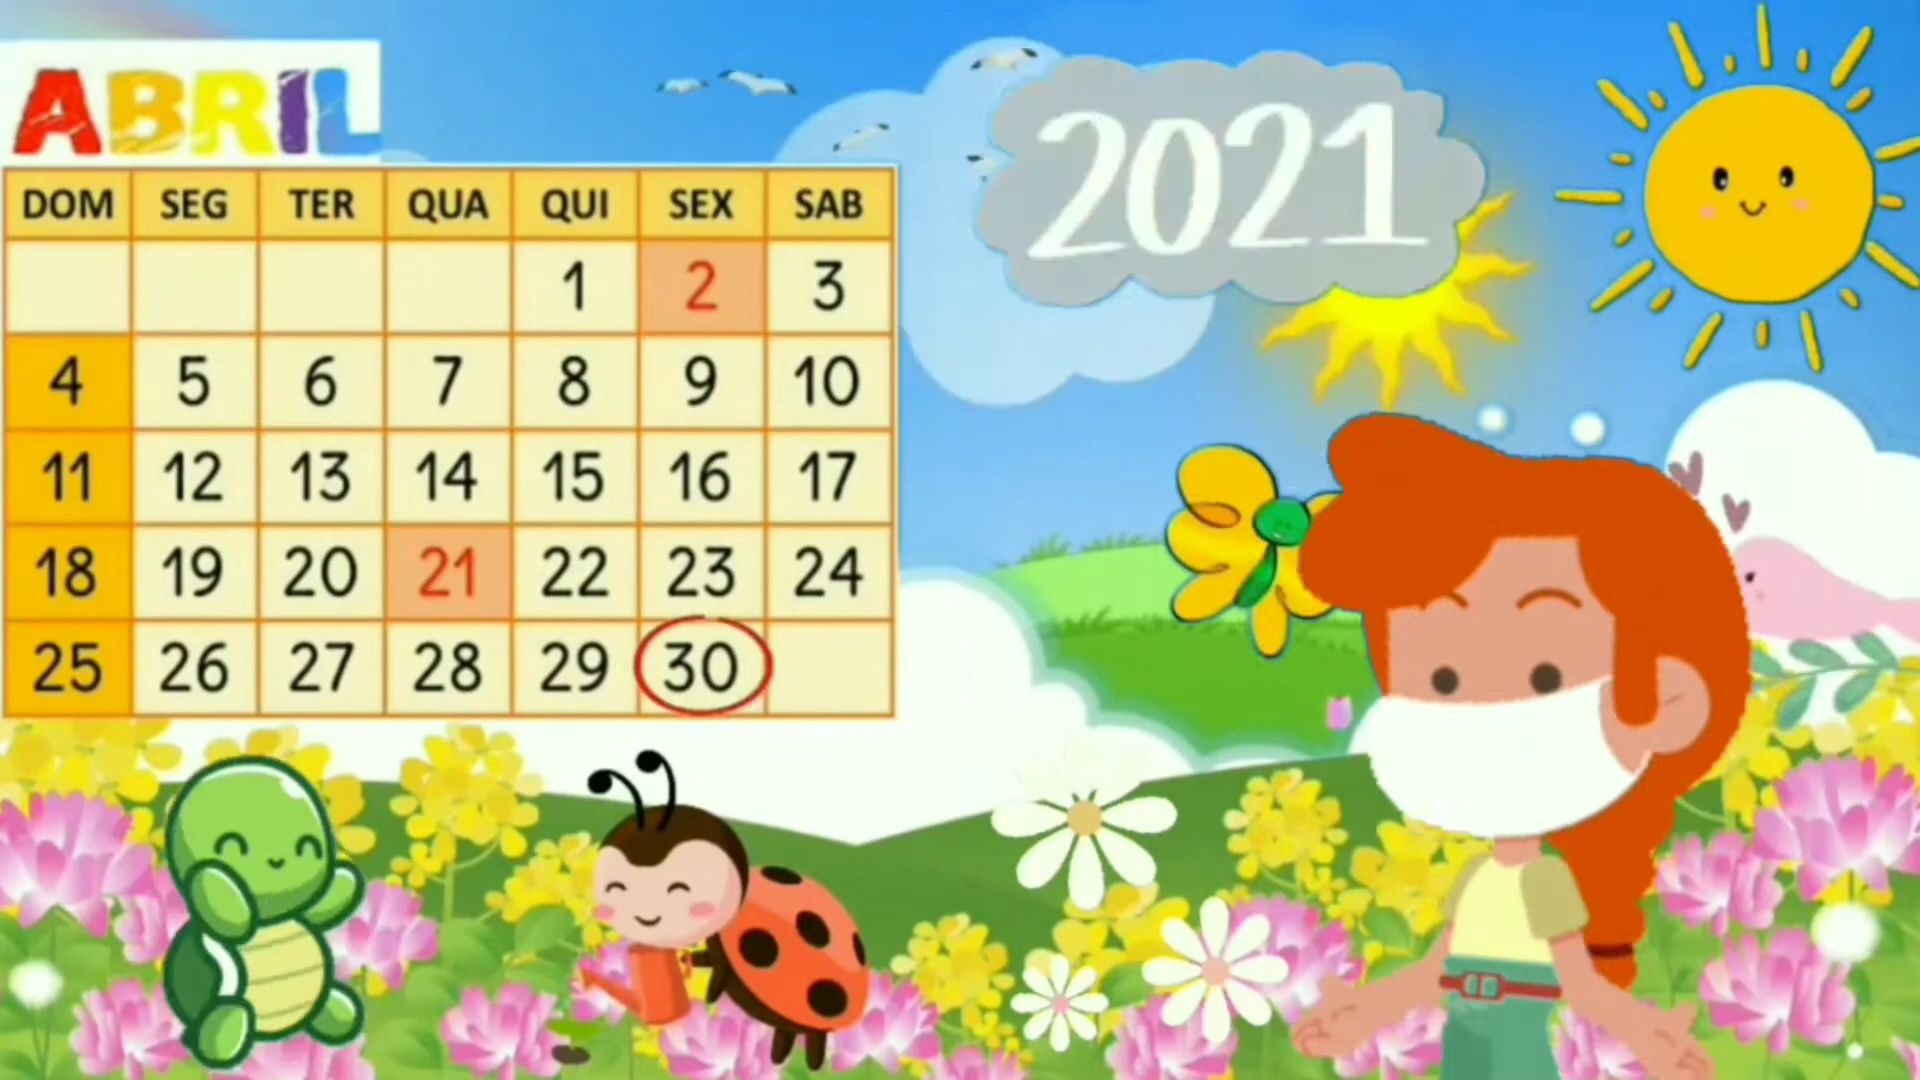 ABRIL
2021
DOM SEG TER QUA QUI SEX SAB
1 2 3
4 5 6 7 8 9 10
11 12 13 14 15 16 17
18 19 20 21 22 23 24
25 26 27 28 29 30